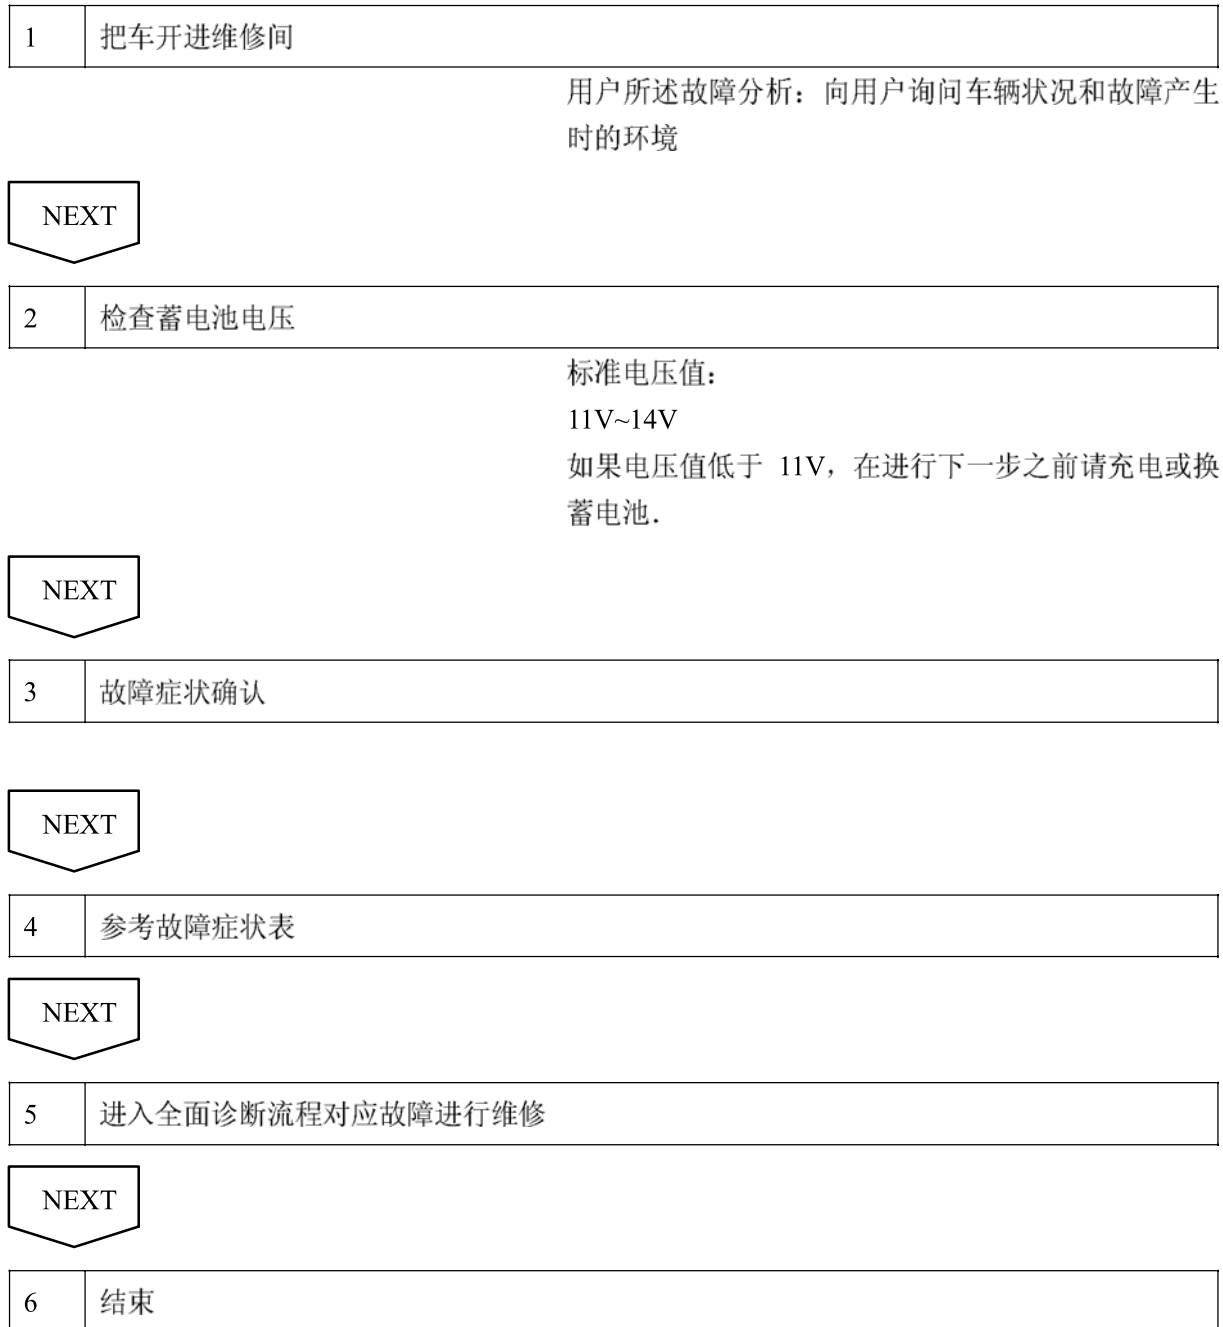 1 把车开进维修间
用户所述故障分析：向用户询问车辆状况和故障产生
时的环境
NEXT
2 检查蓄电池电压
标准电压值：
11V~14V
如果电压值低于 11V，在进行下一步之前请充电或换
蓄电池．
NEXT
3 故障症状确认
NEXT
4 参考故障症状表
NEXT
5 进入全面诊断流程对应故障进行维修
NEXT
6 结束